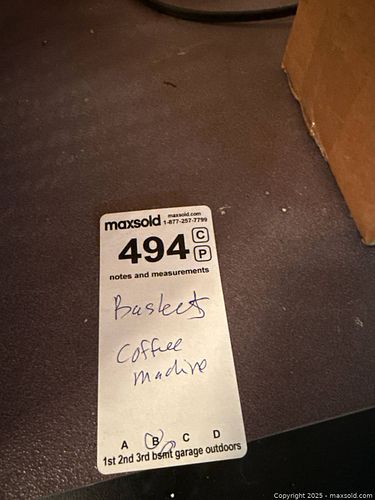 maxsold maxsold.com
1-877-257-7799
494 C
P
notes and measurements
Baskets
Coffee
machine
A B C D
1st 2nd 3rd bsmt garage outdoors
Copyright © 2025 - maxsold.com